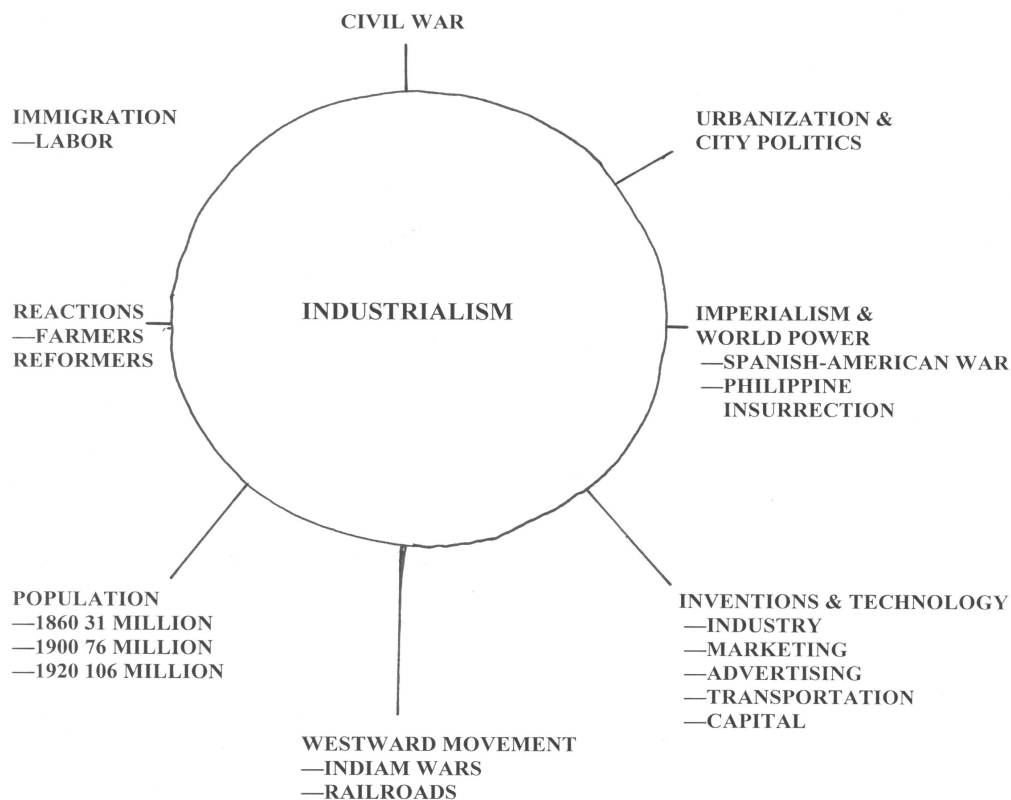 CIVIL WAR
IMMIGRATION
—LABOR
URBANIZATION &
CITY POLITICS
REACTIONS
—FARMERS
REFORMERS
INDUSTRIALISM
IMPERIALISM &
WORLD POWER
—SPANISH-AMERICAN WAR
—PHILIPPINE
INSURRECTION
POPULATION
—1860 31 MILLION
—1900 76 MILLION
—1920 106 MILLION
INVENTIONS & TECHNOLOGY
—INDUSTRY
—MARKETING
—ADVERTISING
—TRANSPORTATION
—CAPITAL
WESTWARD MOVEMENT
—INDIAM WARS
—RAILROADS